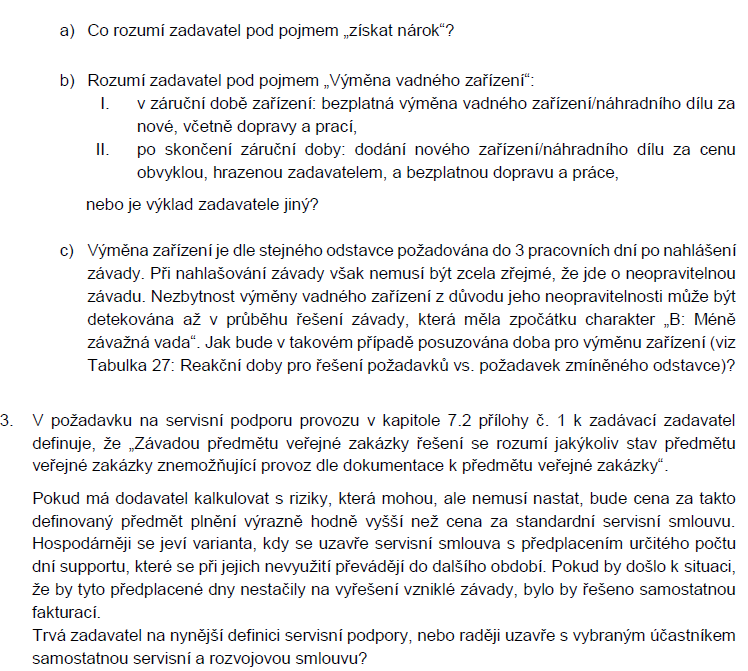 a) Co rozumí zadavatel pod pojmem „získat nárok“?
b) Rozumí zadavatel pod pojmem „Výměna vadného zařízení“:
I. v záruční době zařízení: bezplatná výměna vadného zařízení/náhradního dílu za
nové, včetně dopravy a prací,
II. po skončení záruční doby: dodání nového zařízení/náhradního dílu za cenu
obvyklou, hrazenou zadavatelem, a bezplatnou dopravu a práce,
nebo je výklad zadavatele jiný?
c) Výměna zařízení je dle stejného odstavce požadována do 3 pracovních dní po nahlášení
závady. Při nahlašování závady však nemusí být zcela zřejmé, že jde o neopravitelnou
závadu. Nezbytnost výměny vadného zařízení z důvodu jeho neopravitelnosti může být
detekována až v průběhu řešení závady, která měla zpočátku charakter „B: Méně
závažná vada“. Jak bude v takovém případě posuzována doba pro výměnu zařízení (viz
Tabulka 27: Reakční doby pro řešení požadavků vs. požadavek zmíněného odstavce)?
3. V požadavku na servisní podporu provozu v kapitole 7.2 přílohy č. 1 k zadávací zadavatel
definuje, že „Závadou předmětu veřejné zakázky řešení se rozumí jakýkoliv stav předmětu
veřejné zakázky znemožňující provoz dle dokumentace k předmětu veřejné zakázky“.
Pokud má dodavatel kalkulovat s riziky, která mohou, ale nemusí nastat, bude cena za takto
definovaný předmět plnění výrazně hodně vyšší než cena za standardní servisní smlouvu.
Hospodárněji se jeví varianta, kdy se uzavře servisní smlouva s předplacením určitého počtu
dní supportu, které se při jejich nevyužití převádějí do dalšího období. Pokud by došlo k situaci,
že by tyto předplacené dny nestačily na vyřešení vzniklé závady, bylo by řešeno samostatnou
fakturací.
Trvá zadavatel na nynější definici servisní podpory, nebo raději uzavře s vybraným účastníkem
samostatnou servisní a rozvojovou smlouvu?